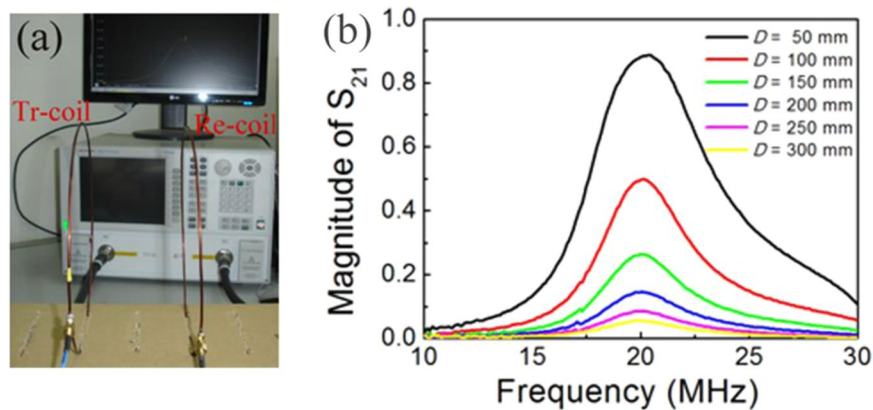 (a)
Tr-coil
Re-coil
(b)
Magnitude of S21
1.0
0.8
0.6
0.4
0.2
0.0
10
15
20
25
30
Frequency (MHz)
D = 50 mm
D = 100 mm
D = 150 mm
D = 200 mm
D = 250 mm
D = 300 mm